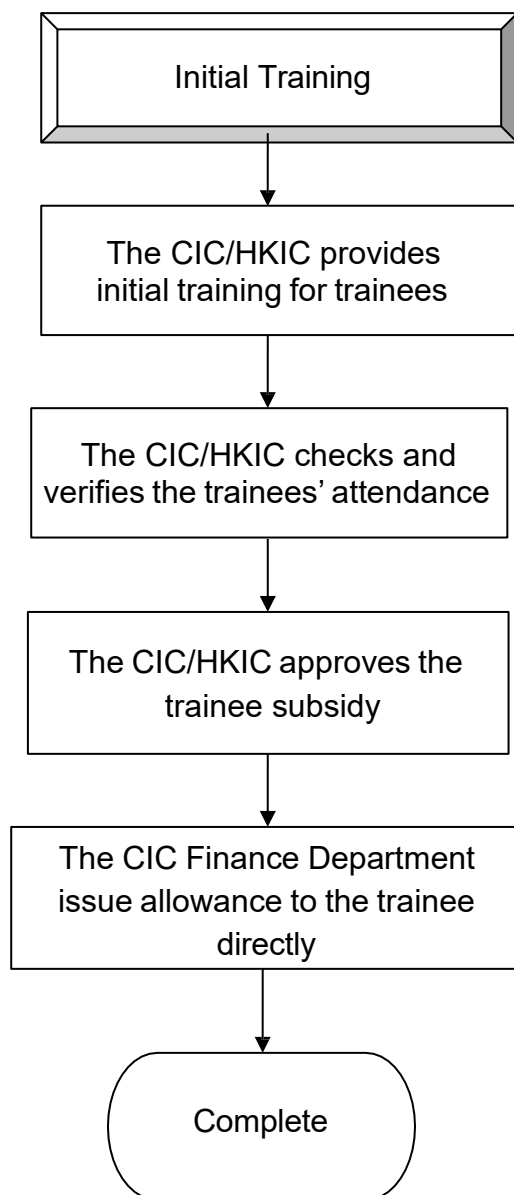 Initial Training
The CIC/HKIC provides
initial training for trainees
The CIC/HKIC checks and
verifies the trainees’ attendance
The CIC/HKIC approves the
trainee subsidy
The CIC Finance Department
issue allowance to the trainee
directly
Complete